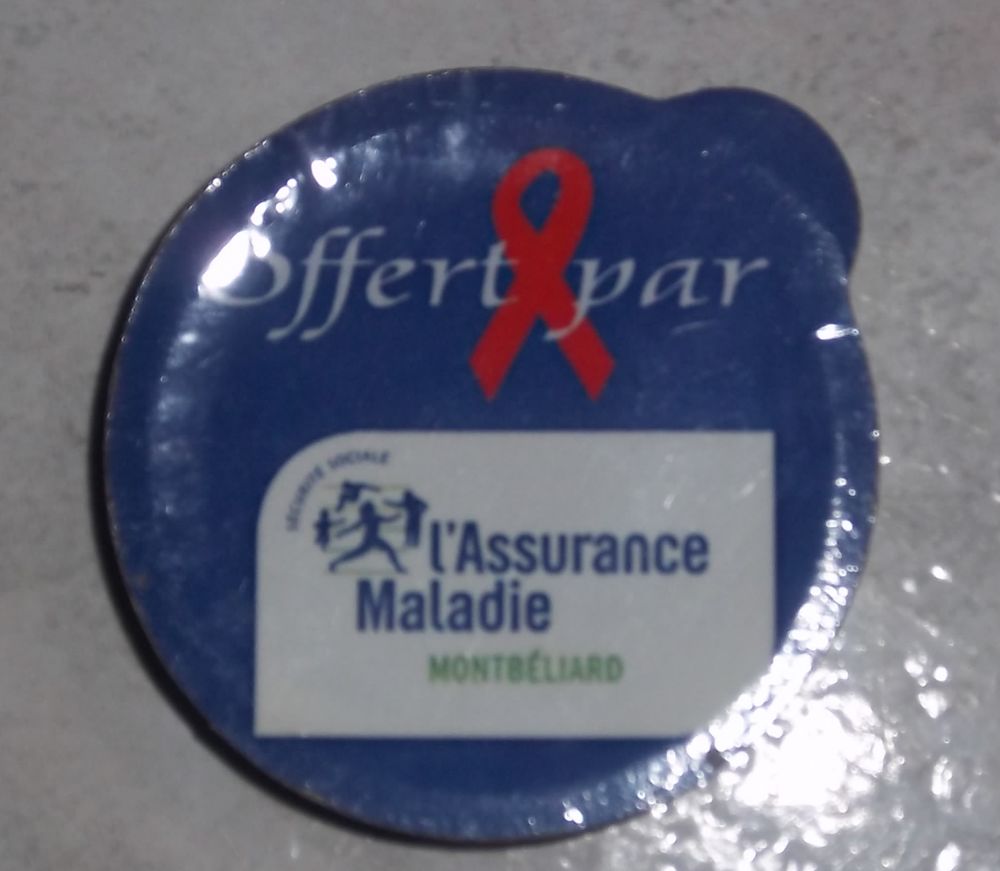 Offert par
SÉCURITÉ SOCIALE
l'Assurance
Maladie
MONTBÉLIARD